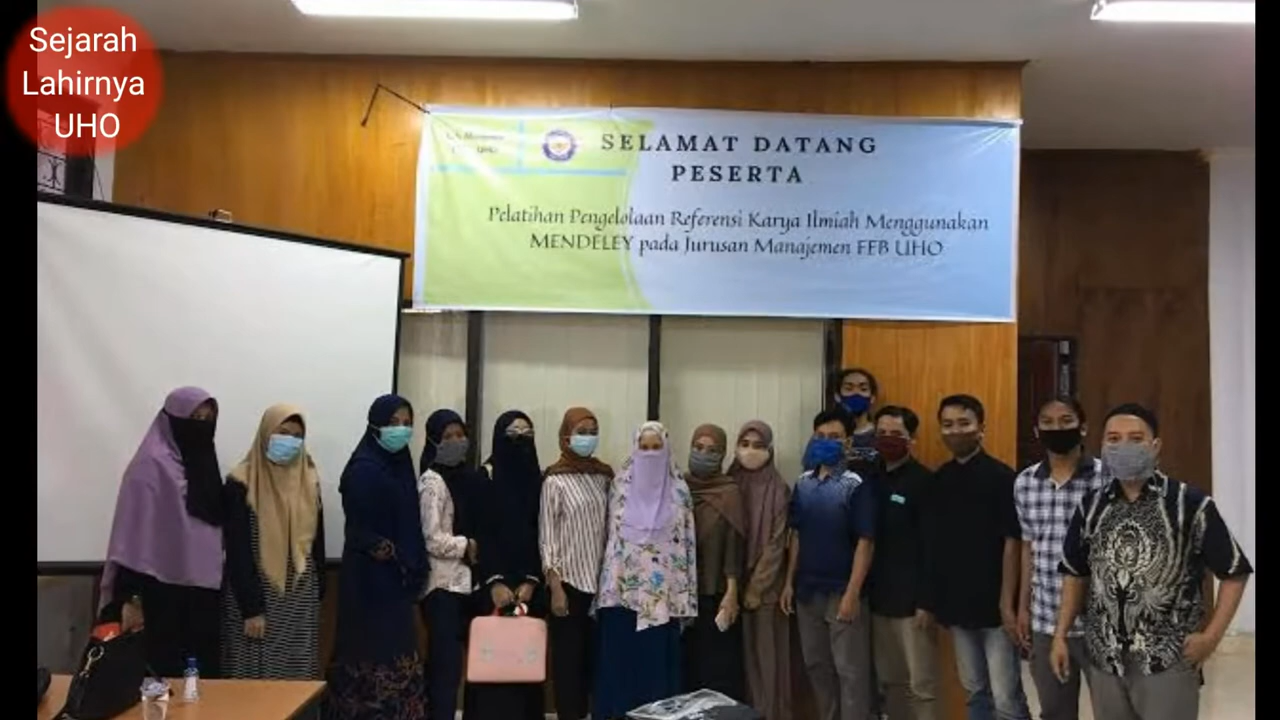 Sejarah
Lahirnya
UHO
SELAMAT DATANG
PESERTA
Pelatihan Pengelolaan Referensi Karya Ilmiah Menggunakan
MENDELEY pada Jurusan Manajemen FEB UHO